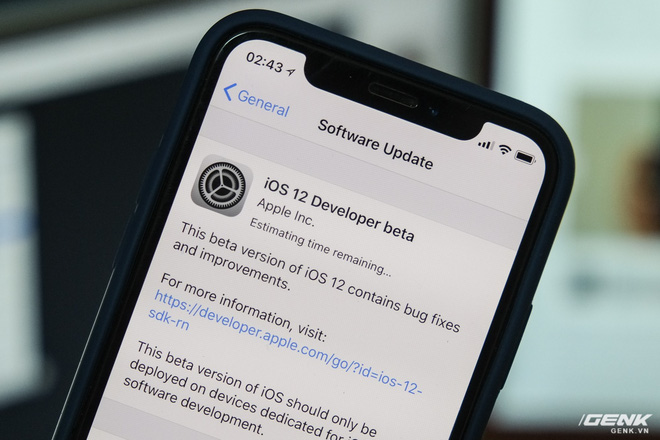 02:43
General
Software Update
iOS 12 Developer beta
Apple Inc.
Estimating time remaining...
This beta version of iOS 12 contains bug fixes
and improvements.
For more information, visit:
https://developer.apple.com/go/?id=ios-12-
sdk-rn
This beta version of iOS should only be
deployed on devices dedicated for
software development.
GENK
GENK.VN